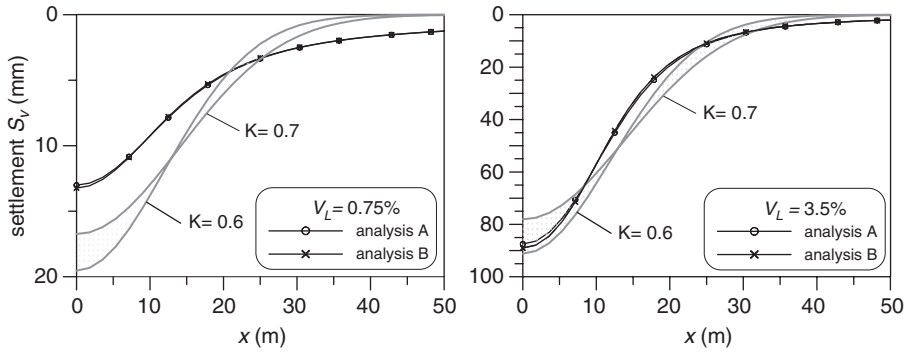 settlement S_v (mm)
0
10
20
K= 0.7
K= 0.6
V_L = 0.75%
analysis A
analysis B
0 10 20 30 40 50
x (m)
0
20
40
60
80
100
K= 0.7
K= 0.6
V_L = 3.5%
analysis A
analysis B
0 10 20 30 40 50
x (m)